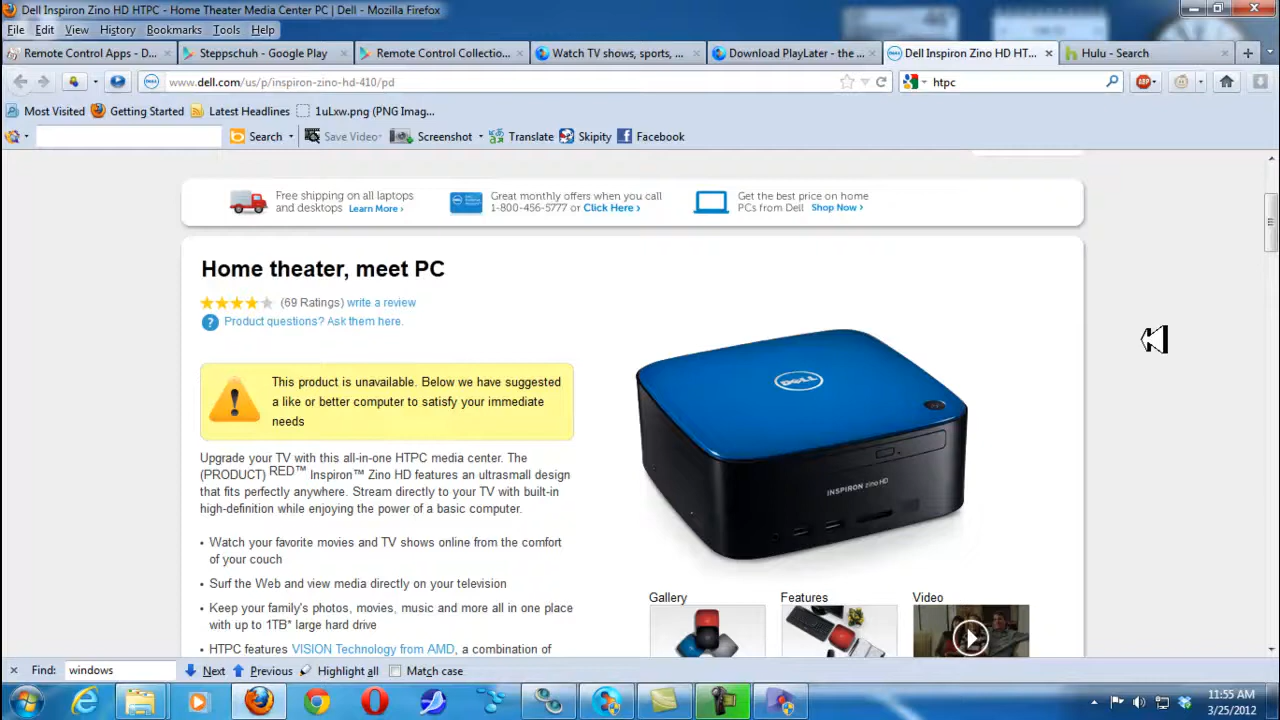 Dell Inspiron Zino HD HTPC - Home Theater Media Center PC | Dell - Mozilla Firefox
File Edit View History Bookmarks Tools Help
Remote Control Apps - D... Steppschuh - Google Play Remote Control Collectio... Watch TV shows, sports, ... Download PlayLater - the ... Dell Inspiron Zino HD HT... Hulu - Search
www.dell.com/us/p/inspiron-zino-hd-410/pd htpc ABP
Most Visited Getting Started Latest Headlines 1uLxw.png (PNG Imag...
Search Save Video Screenshot Translate Skipity Facebook
Free shipping on all laptops
and desktops Learn More ›
Great monthly offers when you call
1-800-456-5777 or Click Here ›
Get the best price on home
PCs from Dell Shop Now ›
Home theater, meet PC
(69 Ratings) write a review
? Product questions? Ask them here.
This product is unavailable. Below we have suggested
a like or better computer to satisfy your immediate
needs
Upgrade your TV with this all-in-one HTPC media center. The
(PRODUCT) RED™ Inspiron™ Zino HD features an ultrasmall design
that fits perfectly anywhere. Stream directly to your TV with built-in
high-definition while enjoying the power of a basic computer.
• Watch your favorite movies and TV shows online from the comfort
of your couch
• Surf the Web and view media directly on your television
• Keep your family's photos, movies, music and more all in one place
with up to 1TB* large hard drive
• HTPC features VISION Technology from AMD, a combination of
DELL
INSPIRON zino HD
Gallery Features Video
Find: windows Next Previous Highlight all Match case
11:55 AM
3/25/2012